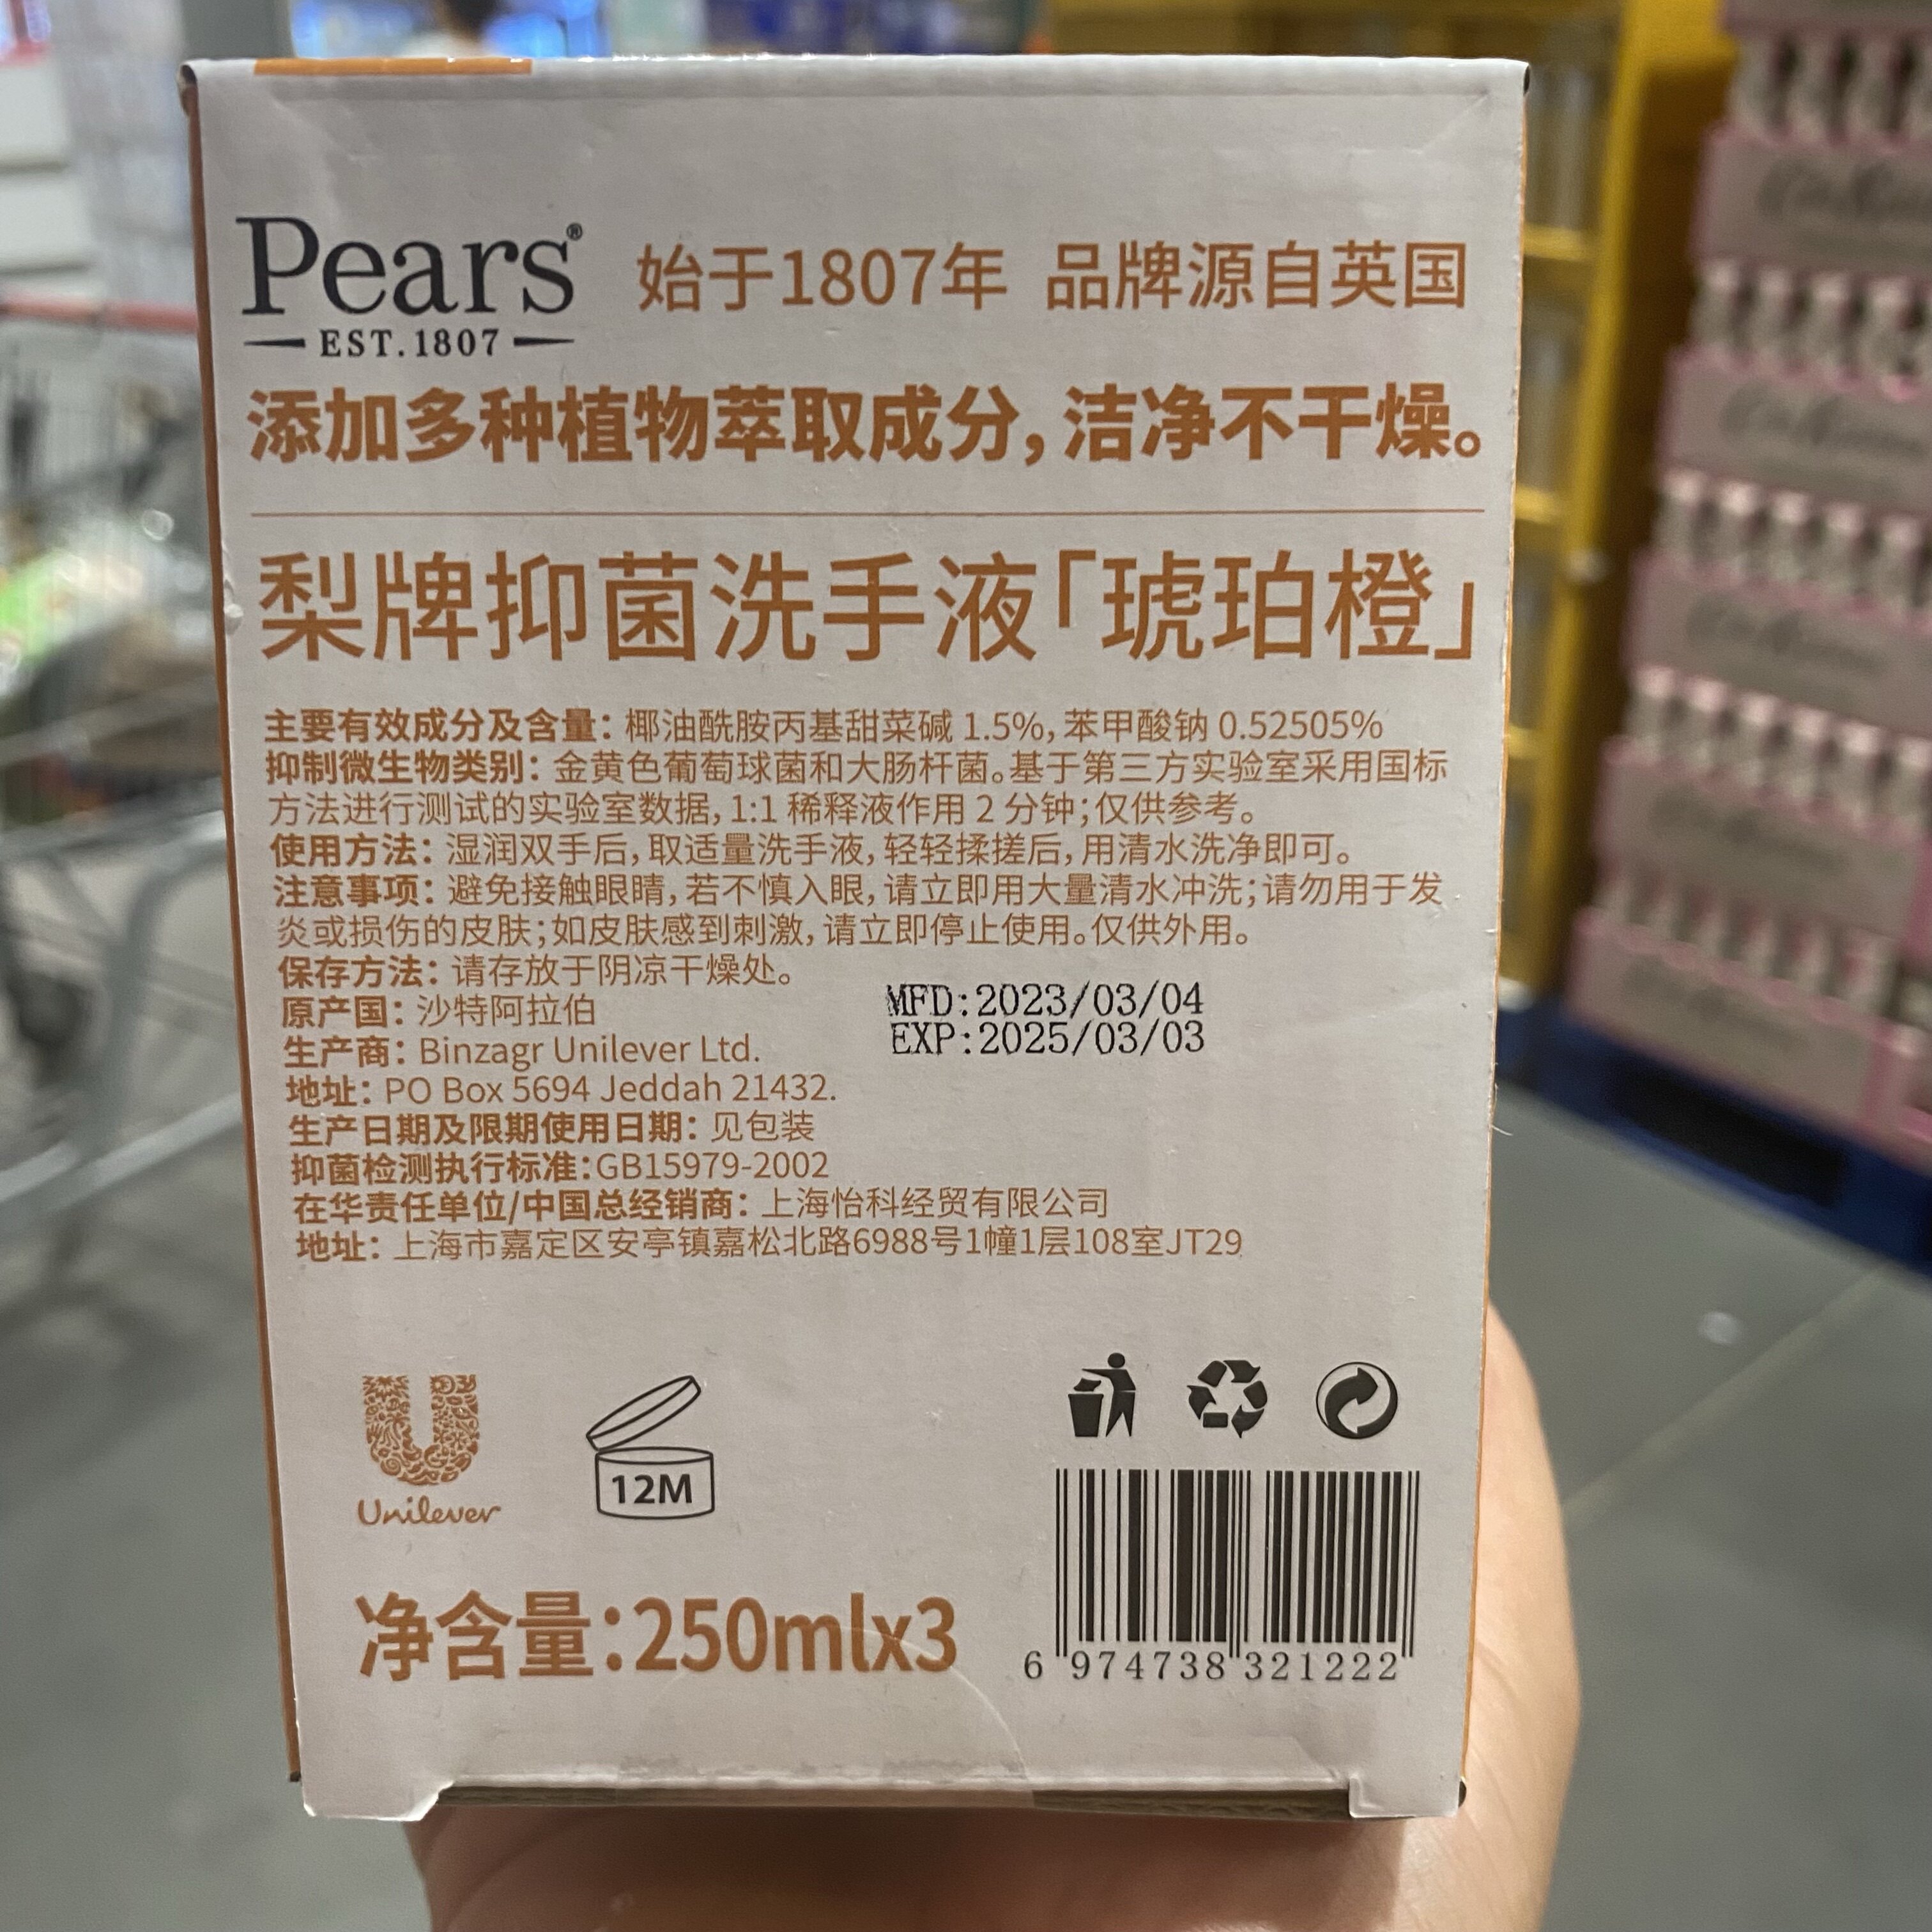 Pears®
EST.1807
始于1807年 品牌源自英国
添加多种植物萃取成分，洁净不干燥。
梨牌抑菌洗手液「琥珀橙」
主要有效成分及含量：椰油酰胺丙基甜菜碱 1.5%，苯甲酸钠 0.52505%
抑制微生物类别：金黄色葡萄球菌和大肠杆菌。基于第三方实验室采用国标
方法进行测试的实验室数据，1:1 稀释液作用 2 分钟；仅供参考。
使用方法：湿润双手后，取适量洗手液，轻轻揉搓后，用清水洗净即可。
注意事项：避免接触眼睛，若不慎入眼，请立即用大量清水冲洗；请勿用于发
炎或损伤的皮肤；如皮肤感到刺激，请立即停止使用。仅供外用。
保存方法：请存放于阴凉干燥处。
原产国：沙特阿拉伯
生产商：Binzagr Unilever Ltd.
地址：PO Box 5694 Jeddah 21432.
MFD:2023/03/04
EXP:2025/03/03
生产日期及限期使用日期：见包装
抑菌检测执行标准：GB15979-2002
在华责任单位/中国总经销商：上海怡科经贸有限公司
地址：上海市嘉定区安亭镇嘉松北路6988号1幢1层108室JT29
Unilever
12M
净含量：250mlx3
6 974738 321222